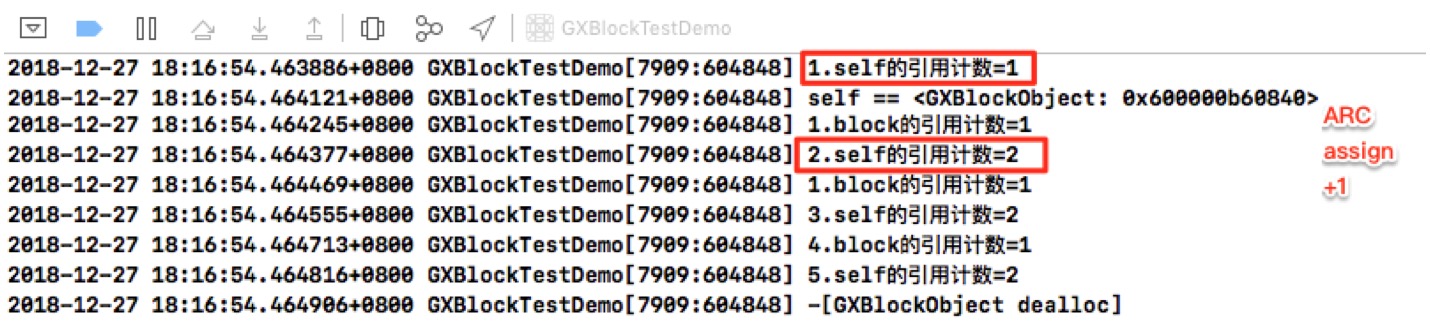 GXBlockTestDemo
2018-12-27 18:16:54.463886+0800 GXBlockTestDemo[7909:604848] 1.self的引用计数=1
2018-12-27 18:16:54.464121+0800 GXBlockTestDemo[7909:604848] self == <GXBlockObject: 0x600000b60840>
2018-12-27 18:16:54.464245+0800 GXBlockTestDemo[7909:604848] 1.block的引用计数=1
2018-12-27 18:16:54.464377+0800 GXBlockTestDemo[7909:604848] 2.self的引用计数=2
2018-12-27 18:16:54.464469+0800 GXBlockTestDemo[7909:604848] 1.block的引用计数=1
2018-12-27 18:16:54.464555+0800 GXBlockTestDemo[7909:604848] 3.self的引用计数=2
2018-12-27 18:16:54.464713+0800 GXBlockTestDemo[7909:604848] 4.block的引用计数=1
2018-12-27 18:16:54.464816+0800 GXBlockTestDemo[7909:604848] 5.self的引用计数=2
2018-12-27 18:16:54.464906+0800 GXBlockTestDemo[7909:604848] -[GXBlockObject dealloc]
ARC
assign
+1